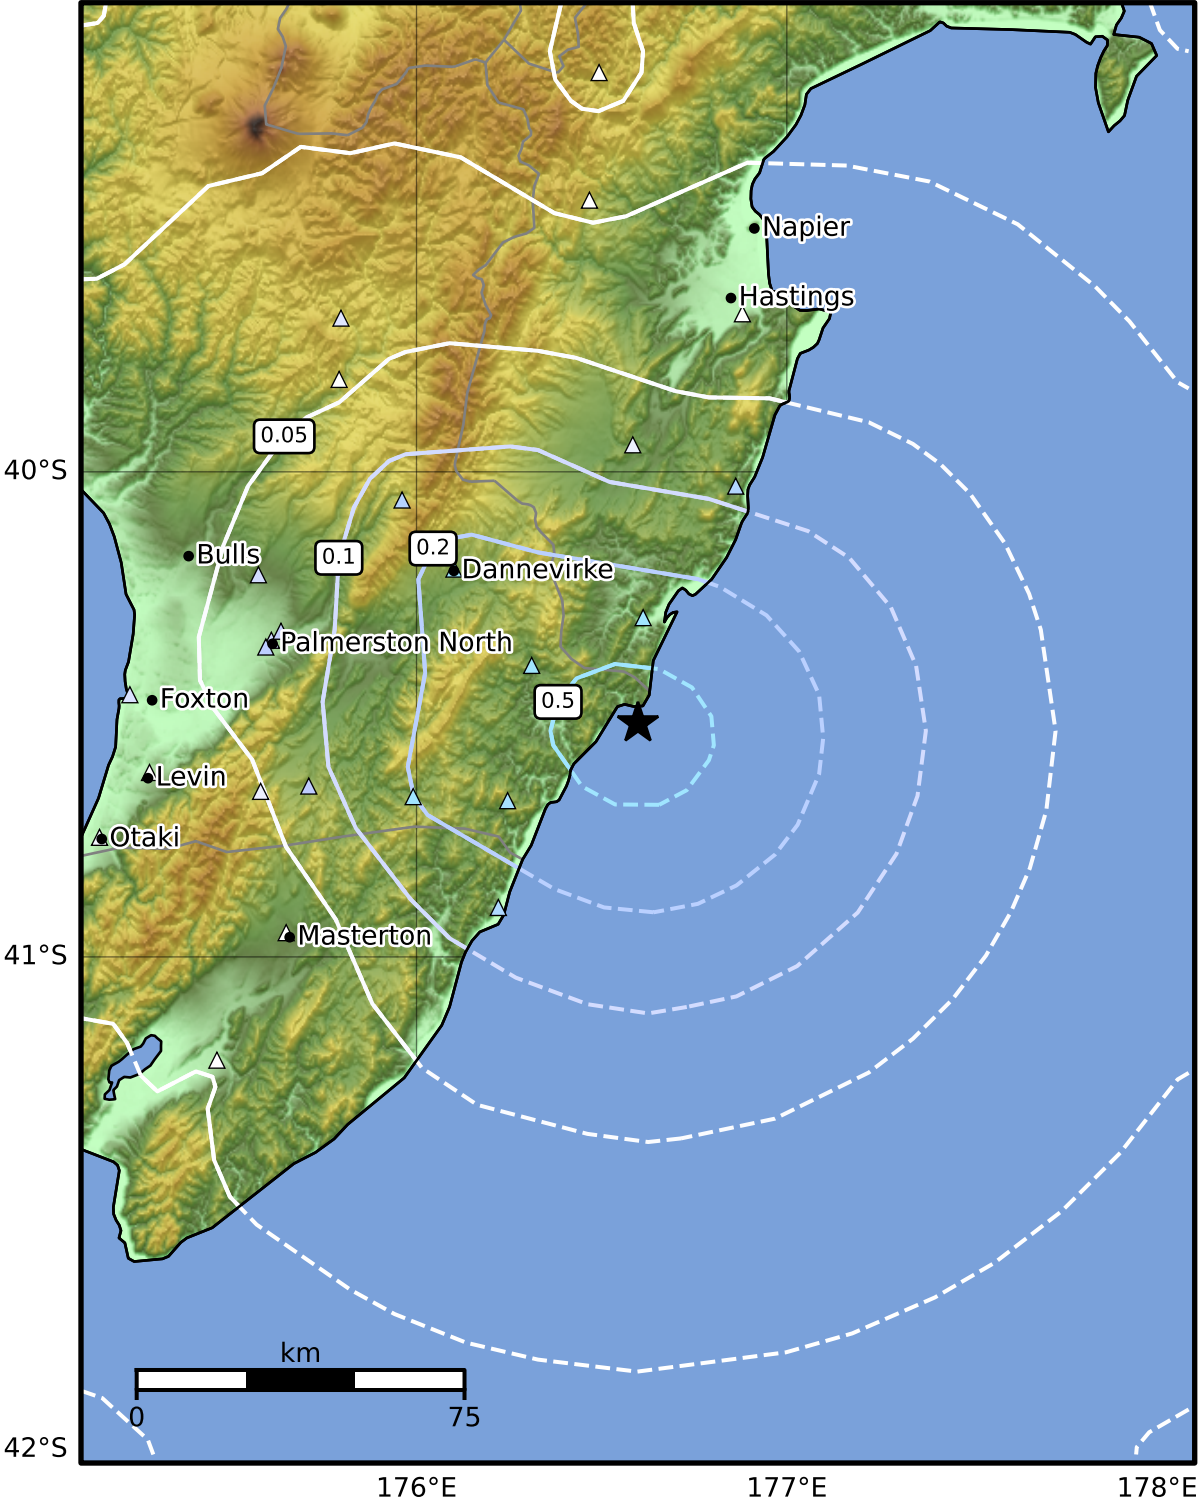 Napier
Hastings
0.05
40°S
0.1
0.2
Bulls
Dannevirke
Palmerston North
Foxton
0.5
Levin
Otaki
Masterton
41°S
km
0
75
42°S
176°E
177°E
178°E